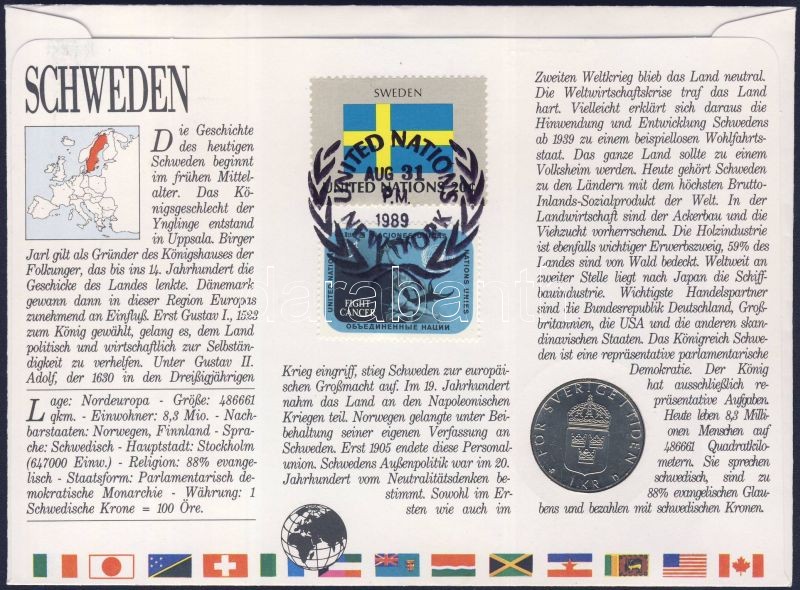 SCHWEDEN
Die Geschichte
des heutigen
Schweden beginnt
im frühen Mittel-
alter. Das Kö-
nigsgeschlecht der
Ynglinge entstand
in Uppsala. Birger
Jarl gilt als Gründer des Königshauses der
Folkunger, das bis ins 14. Jahrhundert die
Geschicke des Landes lenkte. Dänemark
gewann dann in dieser Region Europas
zunehmend an Einfluß. Erst Gustav I., 1523
zum König gewählt, gelang es, dem Land
politisch und wirtschaftlich zur Selbstän-
digkeit zu verhelfen. Unter Gustav II.
Adolf, der 1630 in den Dreißigjährigen
Lage: Nordeuropa - Größe: 486661
qkm. - Einwohner: 8,3 Mio. - Nach-
barstaaten: Norwegen, Finnland - Spra-
che: Schwedisch - Hauptstadt: Stockholm
(647000 Einw.) - Religion: 88% evange-
lisch - Staatsform: Parlamentarisch de-
mokratische Monarchie - Währung: 1
Schwedische Krone = 100 Öre.
SWEDEN
UNITED NATIONS 20c
UNITED NATIONS
AUG 31
P.M.
1989
NEW YORK
NACIONES UNIDAS
UNITED NATIONS
NATIONS UNIES
FIGHT
CANCER
ОБЪЕДИНЕННЫЕ НАЦИИ
Krieg eingriff, stieg Schweden zur europäi-
schen Großmacht auf. Im 19. Jahrhundert
nahm das Land an den Napoleonischen
Kriegen teil. Norwegen gelangte unter Bei-
behaltung seiner eigenen Verfassung an
Schweden. Erst 1905 endete diese Personal-
union. Schwedens Außenpolitik war im 20.
Jahrhundert vom Neutralitätsdenken be-
stimmt. Sowohl im Er-
sten wie auch im
Zweiten Weltkrieg blieb das Land neutral.
Die Weltwirtschaftskrise traf das Land
hart. Vielleicht erklärt sich daraus die
Hinwendung und Entwicklung Schwedens
ab 1939 zu einem beispiellosen Wohlfahrts-
staat. Das ganze Land sollte zu einem
Volksheim werden. Heute gehört Schweden
zu den Ländern mit dem höchsten Brutto-
Inlands-Sozialprodukt der Welt. In der
Landwirtschaft sind der Ackerbau und die
Viehzucht vorherrschend. Die Holzindustrie
ist ebenfalls wichtiger Erwerbszweig, 59% des
Landes sind von Wald bedeckt. Weltweit an
zweiter Stelle liegt nach Japan die Schiff-
bauindustrie. Wichtigste Handelspartner
sind die Bundesrepublik Deutschland, Groß-
britannien, die USA und die anderen skan-
dinavischen Staaten. Das Königreich Schwe-
den ist eine repräsentative parlamentarische
Demokratie. Der König
hat ausschließlich re-
präsentative Aufgaben.
Heute leben 8,3 Milli-
onen Menschen auf
486661 Quadratkilo-
metern. Sie sprechen
schwedisch, sind zu
88% evangelischen Glau-
bens und bezahlen mit schwedischen Kronen.
FÖR SVERIGE I TIDEN
1 KR